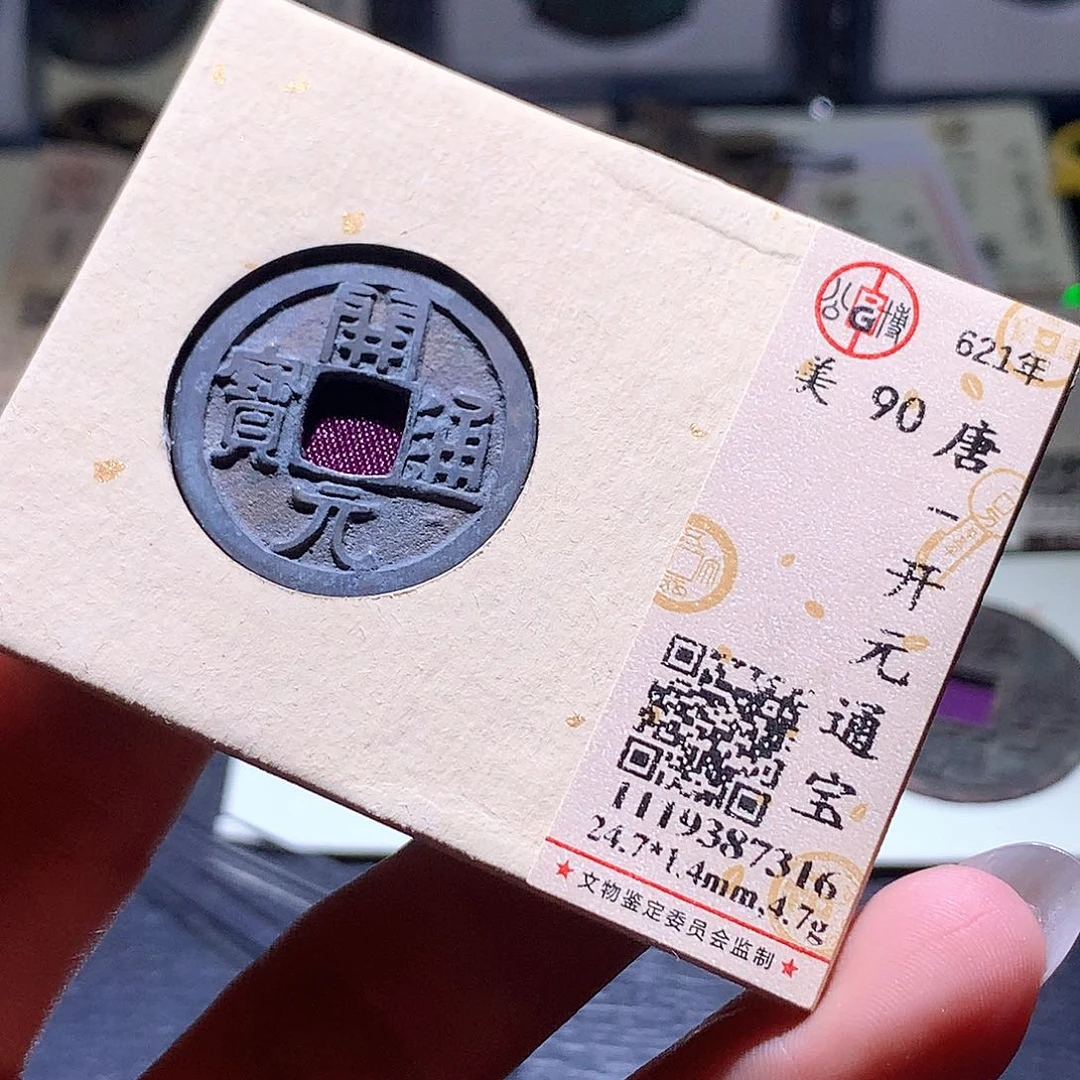 開元通寶
公博
621年
美 90 唐一开元通宝
1119387316
24.7*1.4mm,4.7g
★文物鉴定委员会监制★